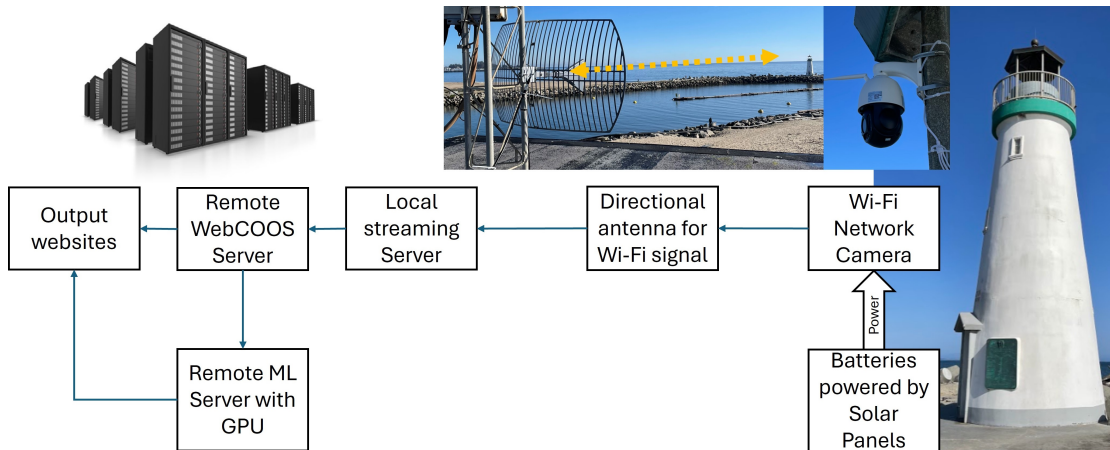 Output
websites
Remote
WebCOOS
Server
Local
streaming
Server
Directional
antenna for
Wi-Fi signal
Wi-Fi
Network
Camera
Power
Remote ML
Server with
GPU
Batteries
powered by
Solar
Panels